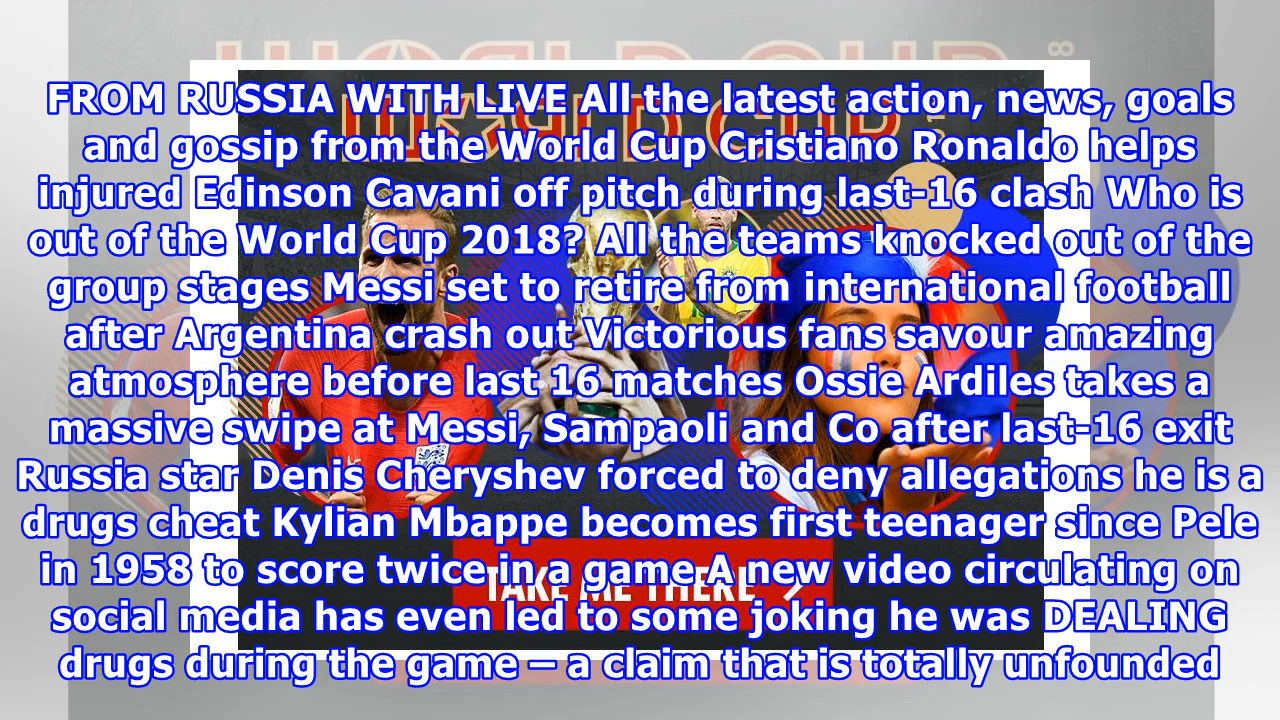 WORLD CUP
FROM RUSSIA WITH LIVE All the latest action, news, goals
and gossip from the World Cup Cristiano Ronaldo helps
injured Edinson Cavani off pitch during last-16 clash Who is
out of the World Cup 2018? All the teams knocked out of the
group stages Messi set to retire from international football
after Argentina crash out Victorious fans savour amazing
atmosphere before last 16 matches Ossie Ardiles takes a
massive swipe at Messi, Sampaoli and Co after last-16 exit
Russia star Denis Cheryshev forced to deny allegations he is a
drugs cheat Kylian Mbappe becomes first teenager since Pele
in 1958 to score twice in a game A new video circulating on
TAKE ME THERE >
social media has even led to some joking he was DEALING
drugs during the game – a claim that is totally unfounded